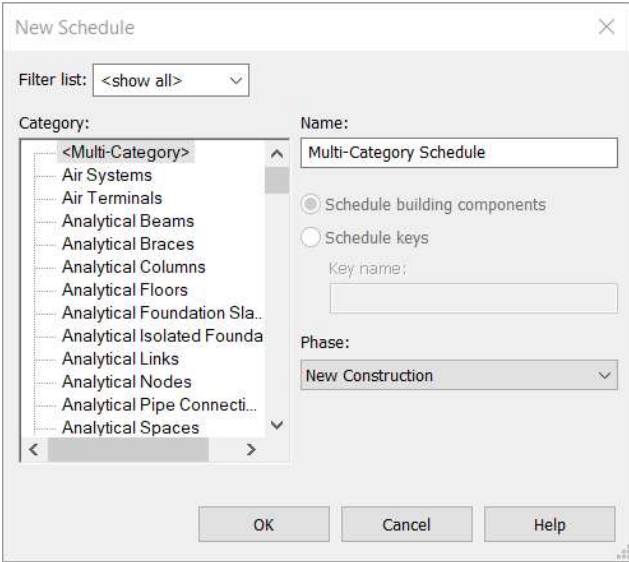 New Schedule
Filter list: <show all>
Category:
<Multi-Category>
Air Systems
Air Terminals
Analytical Beams
Analytical Braces
Analytical Columns
Analytical Floors
Analytical Foundation Sla...
Analytical Isolated Founda
Analytical Links
Analytical Nodes
Analytical Pipe Connecti...
Analytical Spaces
Name:
Multi-Category Schedule
Schedule building components
Schedule keys
Key name:
Phase:
New Construction
OK Cancel Help